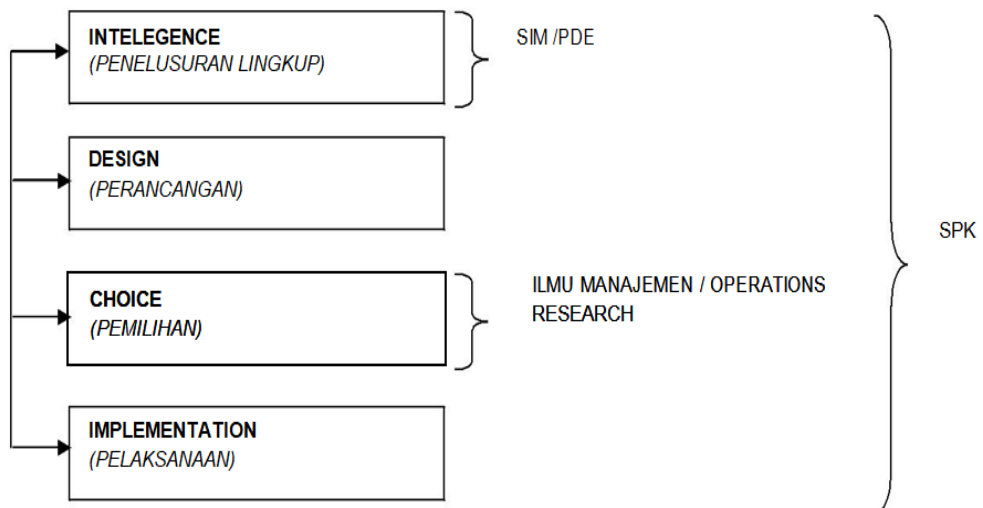 INTELEGENCE
(PENELUSURAN LINGKUP)
SIM /PDE
DESIGN
(PERANCANGAN)
SPK
CHOICE
(PEMILIHAN)
ILMU MANAJEMEN / OPERATIONS
RESEARCH
IMPLEMENTATION
(PELAKSANAAN)